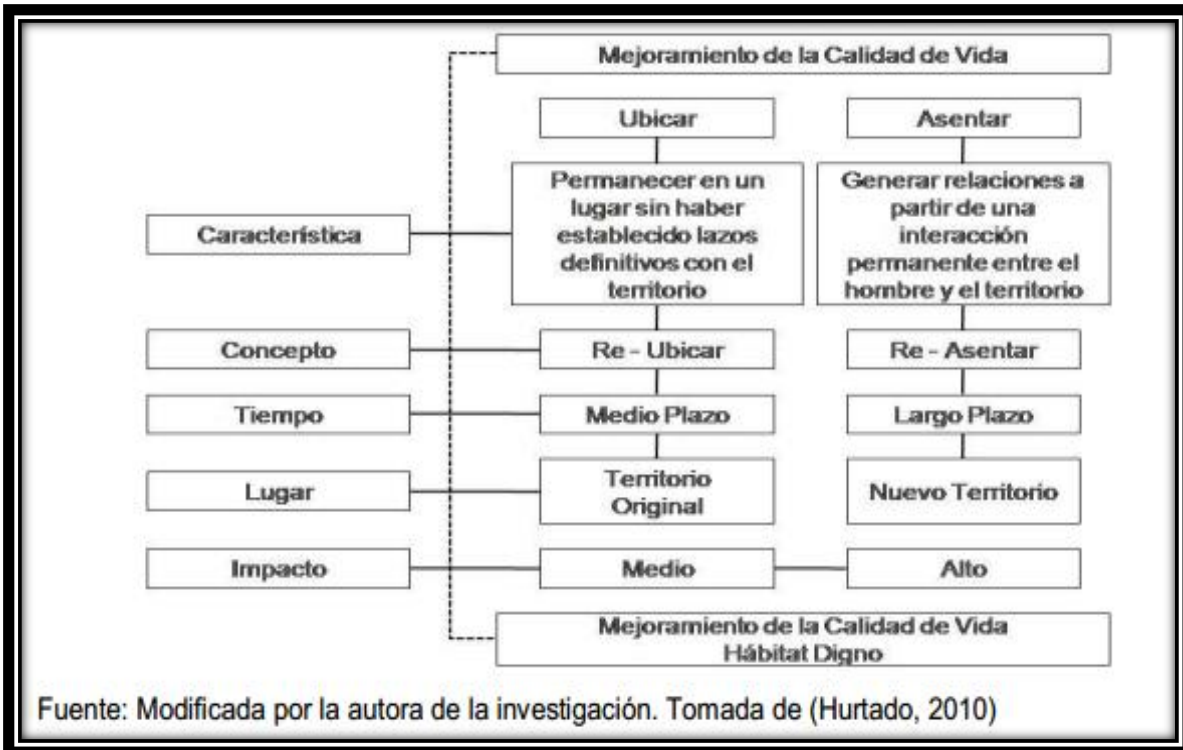 Mejoramiento de la Calidad de Vida
Ubicar
Asentar
Característica
Permanecer en un
lugar sin haber
establecido lazos
definitivos con el
territorio
Generar relaciones a
partir de una
interacción
permanente entre el
hombre y el territorio
Concepto
Re - Ubicar
Re - Asentar
Tiempo
Medio Plazo
Largo Plazo
Lugar
Territorio
Original
Nuevo Territorio
Impacto
Medio
Alto
Mejoramiento de la Calidad de Vida
Hábitat Digno
Fuente: Modificada por la autora de la investigación. Tomada de (Hurtado, 2010)